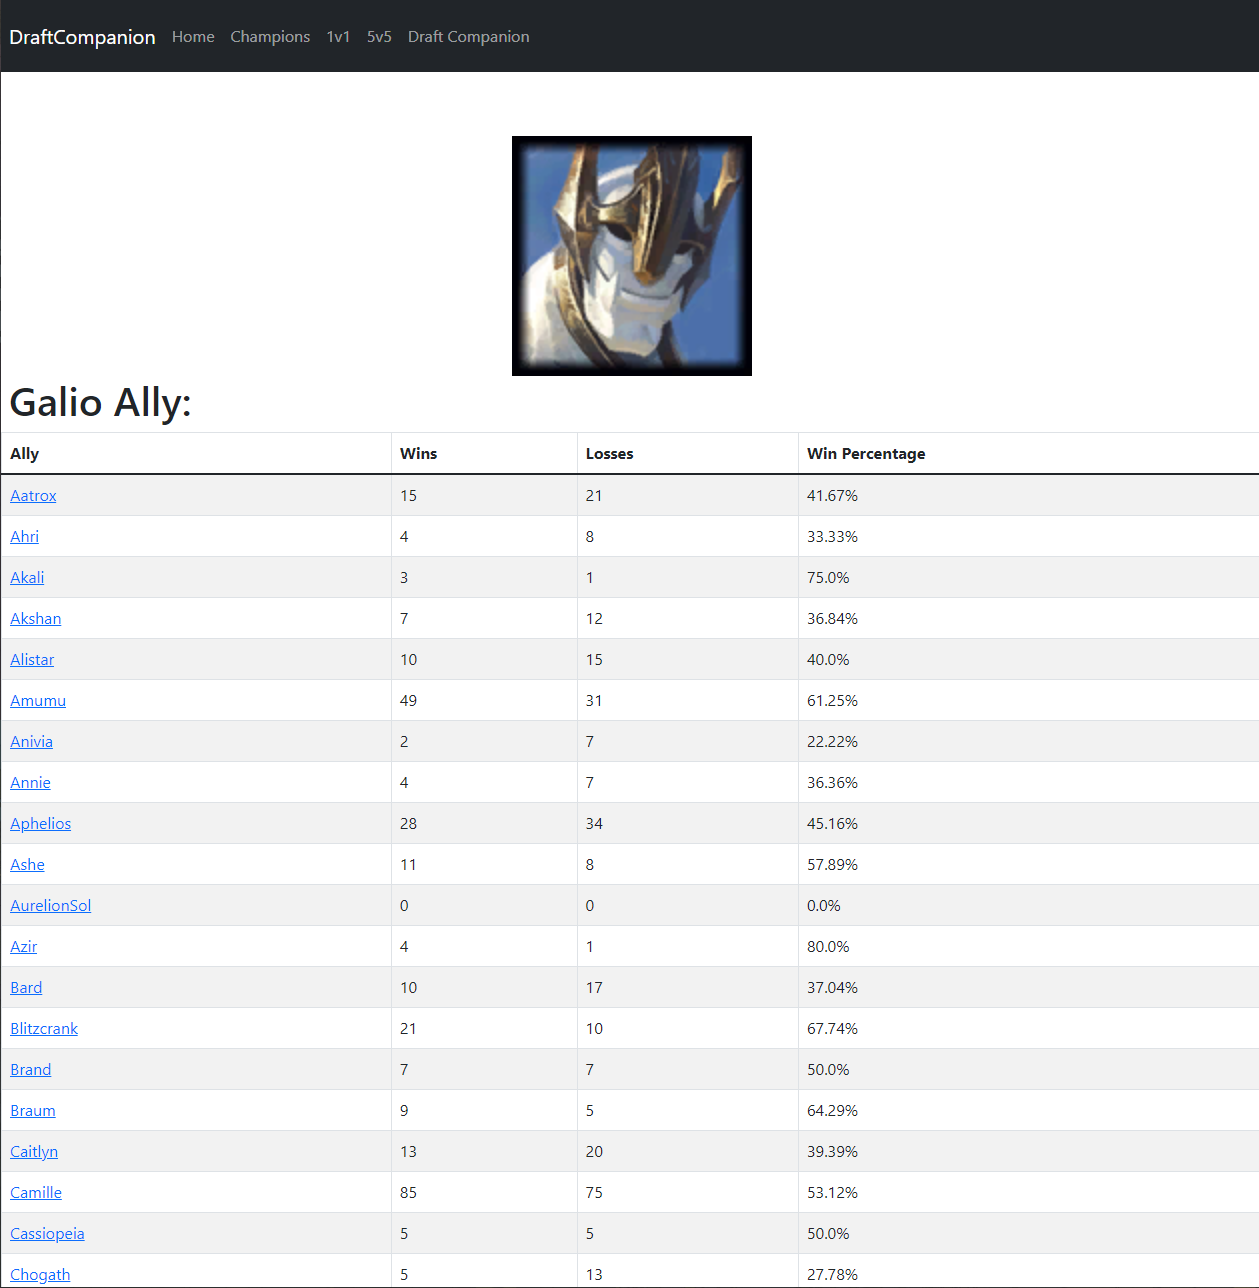 DraftCompanion Home Champions 1v1 5v5 Draft Companion
Galio Ally:
Ally Wins Losses Win Percentage
Aatrox 15 21 41.67%
Ahri 4 8 33.33%
Akali 3 1 75.0%
Akshan 7 12 36.84%
Alistar 10 15 40.0%
Amumu 49 31 61.25%
Anivia 2 7 22.22%
Annie 4 7 36.36%
Aphelios 28 34 45.16%
Ashe 11 8 57.89%
AurelionSol 0 0 0.0%
Azir 4 1 80.0%
Bard 10 17 37.04%
Blitzcrank 21 10 67.74%
Brand 7 7 50.0%
Braum 9 5 64.29%
Caitlyn 13 20 39.39%
Camille 85 75 53.12%
Cassiopeia 5 5 50.0%
Chogath 5 13 27.78%